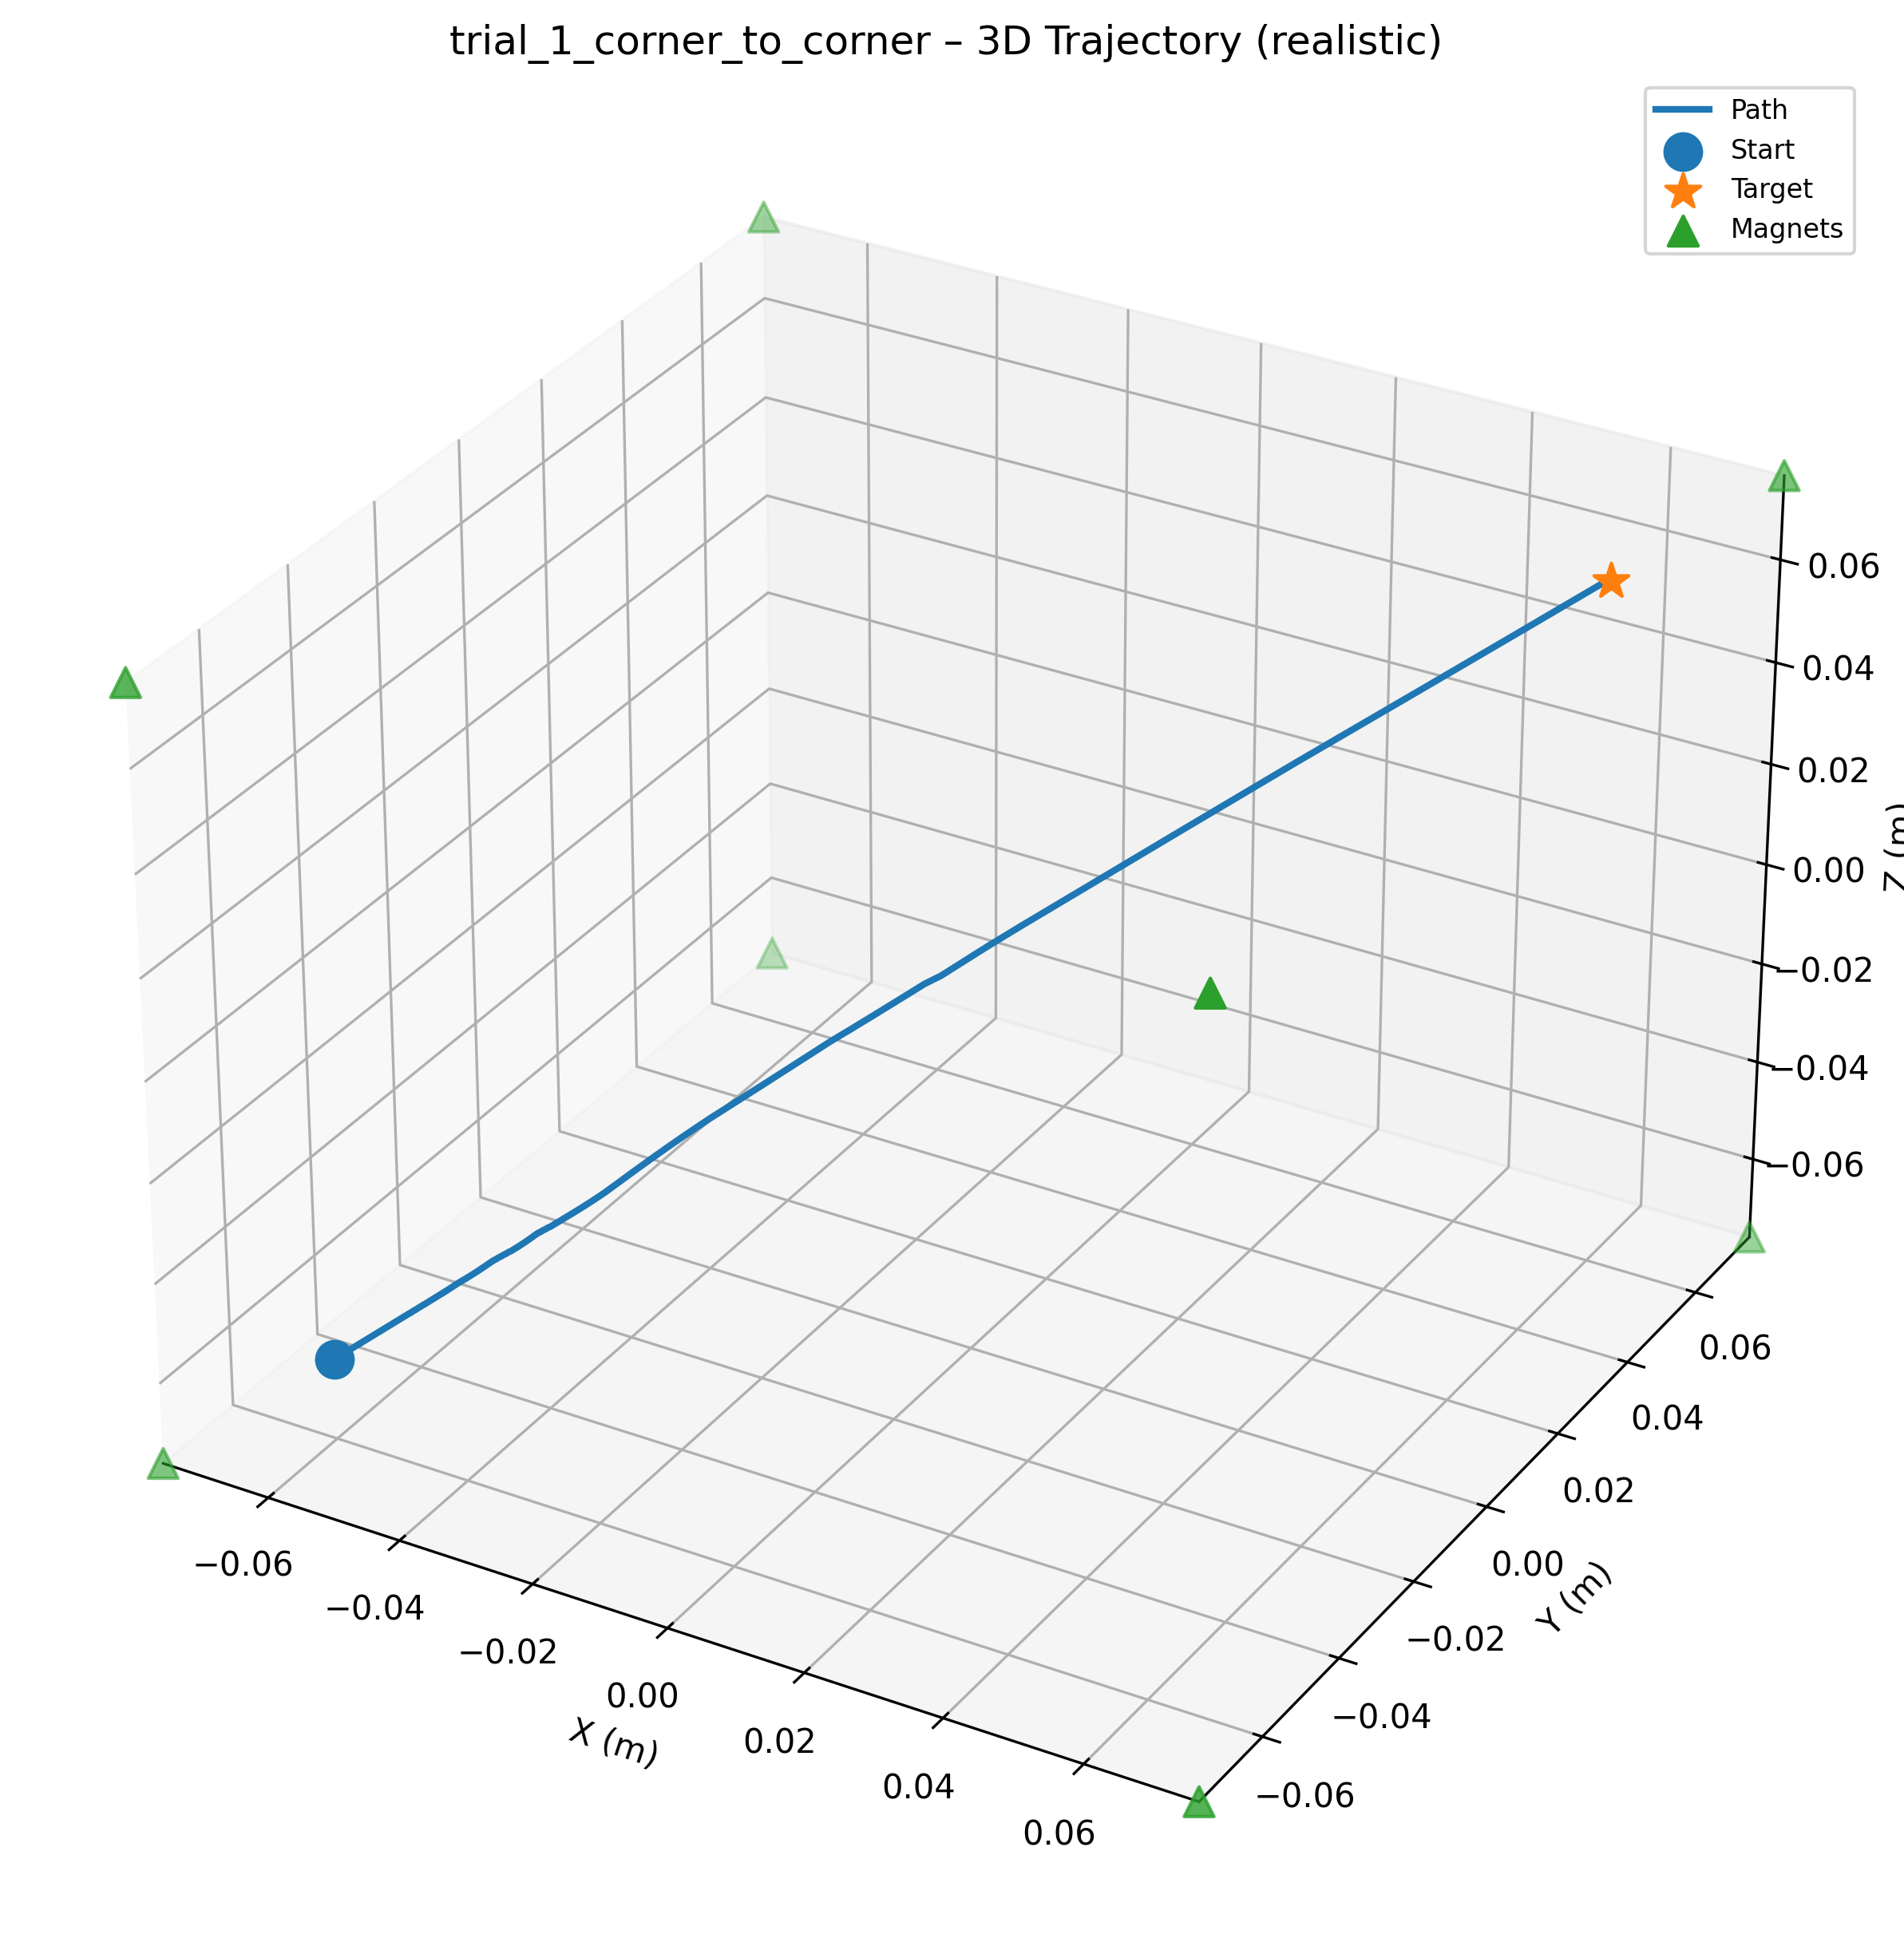 trial_1_corner_to_corner – 3D Trajectory (realistic)
Path
Start
Target
Magnets
0.06
0.04
0.02
0.00
−0.02
−0.04
−0.06
Z (m)
0.06
0.04
0.02
0.00
−0.02
−0.04
−0.06
Y (m)
−0.06
−0.04
−0.02
0.00
0.02
0.04
0.06
X (m)